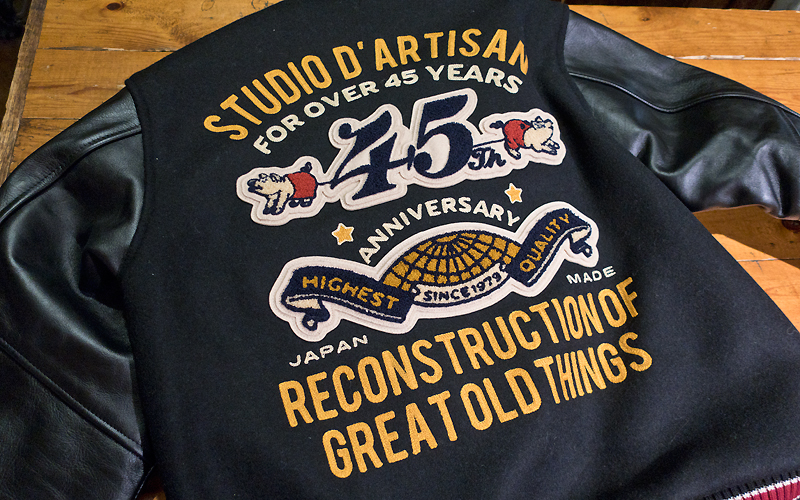 STUDIO D'ARTISAN
FOR OVER 45 YEARS
45Th
ANNIVERSARY
HIGHEST QUALITY
SINCE 1979
JAPAN MADE
RECONSTRUCTION OF
GREAT OLD THINGS